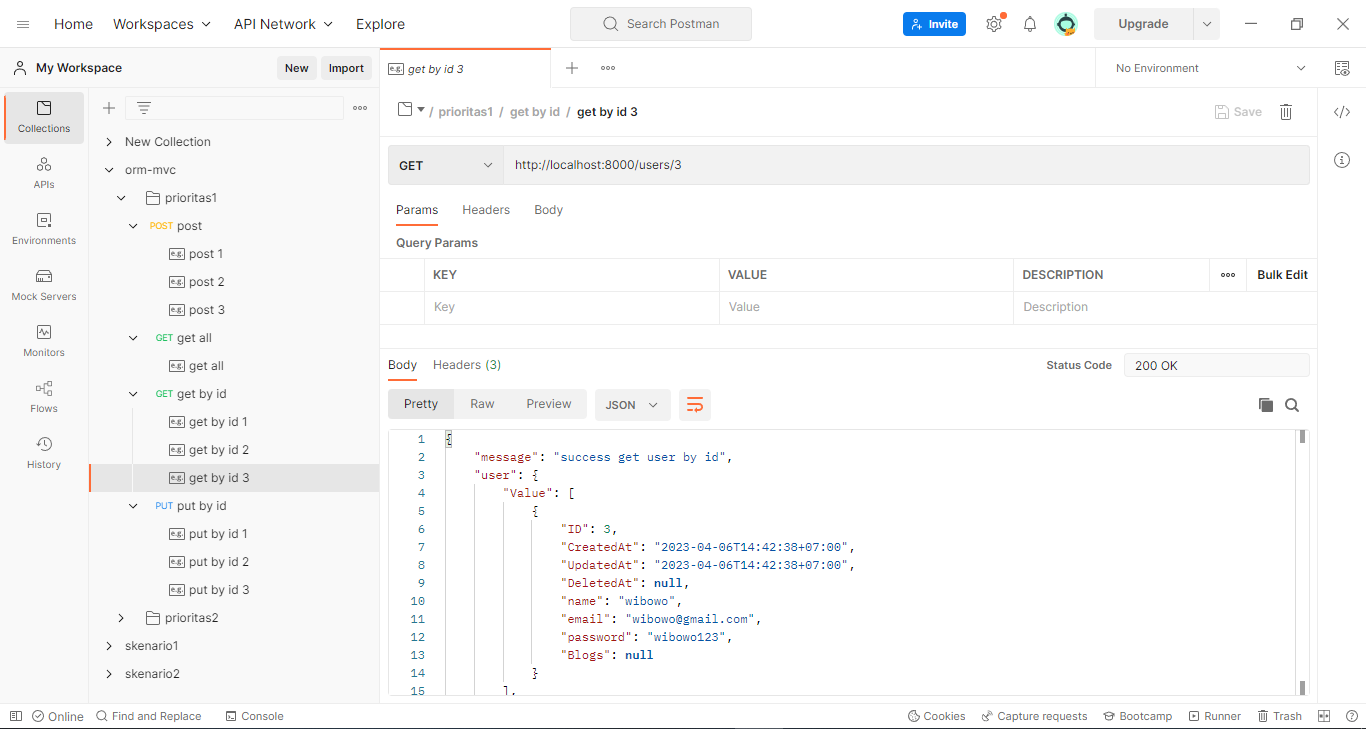 Home Workspaces API Network Explore Search Postman Invite Upgrade
My Workspace New Import
get by id 3
No Environment
Collections
APIs
Environments
Mock Servers
Monitors
Flows
History
New Collection
orm-mvc
prioritas1
POST post
e.g. post 1
e.g. post 2
e.g. post 3
GET get all
e.g. get all
GET get by id
e.g. get by id 1
e.g. get by id 2
e.g. get by id 3
PUT put by id
e.g. put by id 1
e.g. put by id 2
e.g. put by id 3
prioritas2
skenario1
skenario2
/ prioritas1 / get by id / get by id 3 Save
GET http://localhost:8000/users/3
Params Headers Body
Query Params
KEY VALUE DESCRIPTION Bulk Edit
Key Value Description
Body Headers (3) Status Code 200 OK
Pretty Raw Preview JSON
1 {
2 "message": "success get user by id",
3 "user": {
4 "Value": [
5 {
6 "ID": 3,
7 "CreatedAt": "2023-04-06T14:42:38+07:00",
8 "UpdatedAt": "2023-04-06T14:42:38+07:00",
9 "DeletedAt": null,
10 "name": "wibowo",
11 "email": "wibowo@gmail.com",
12 "password": "wibowo123",
13 "Blogs": null
14 }
15 ],
Online Find and Replace Console Cookies Capture requests Bootcamp Runner Trash